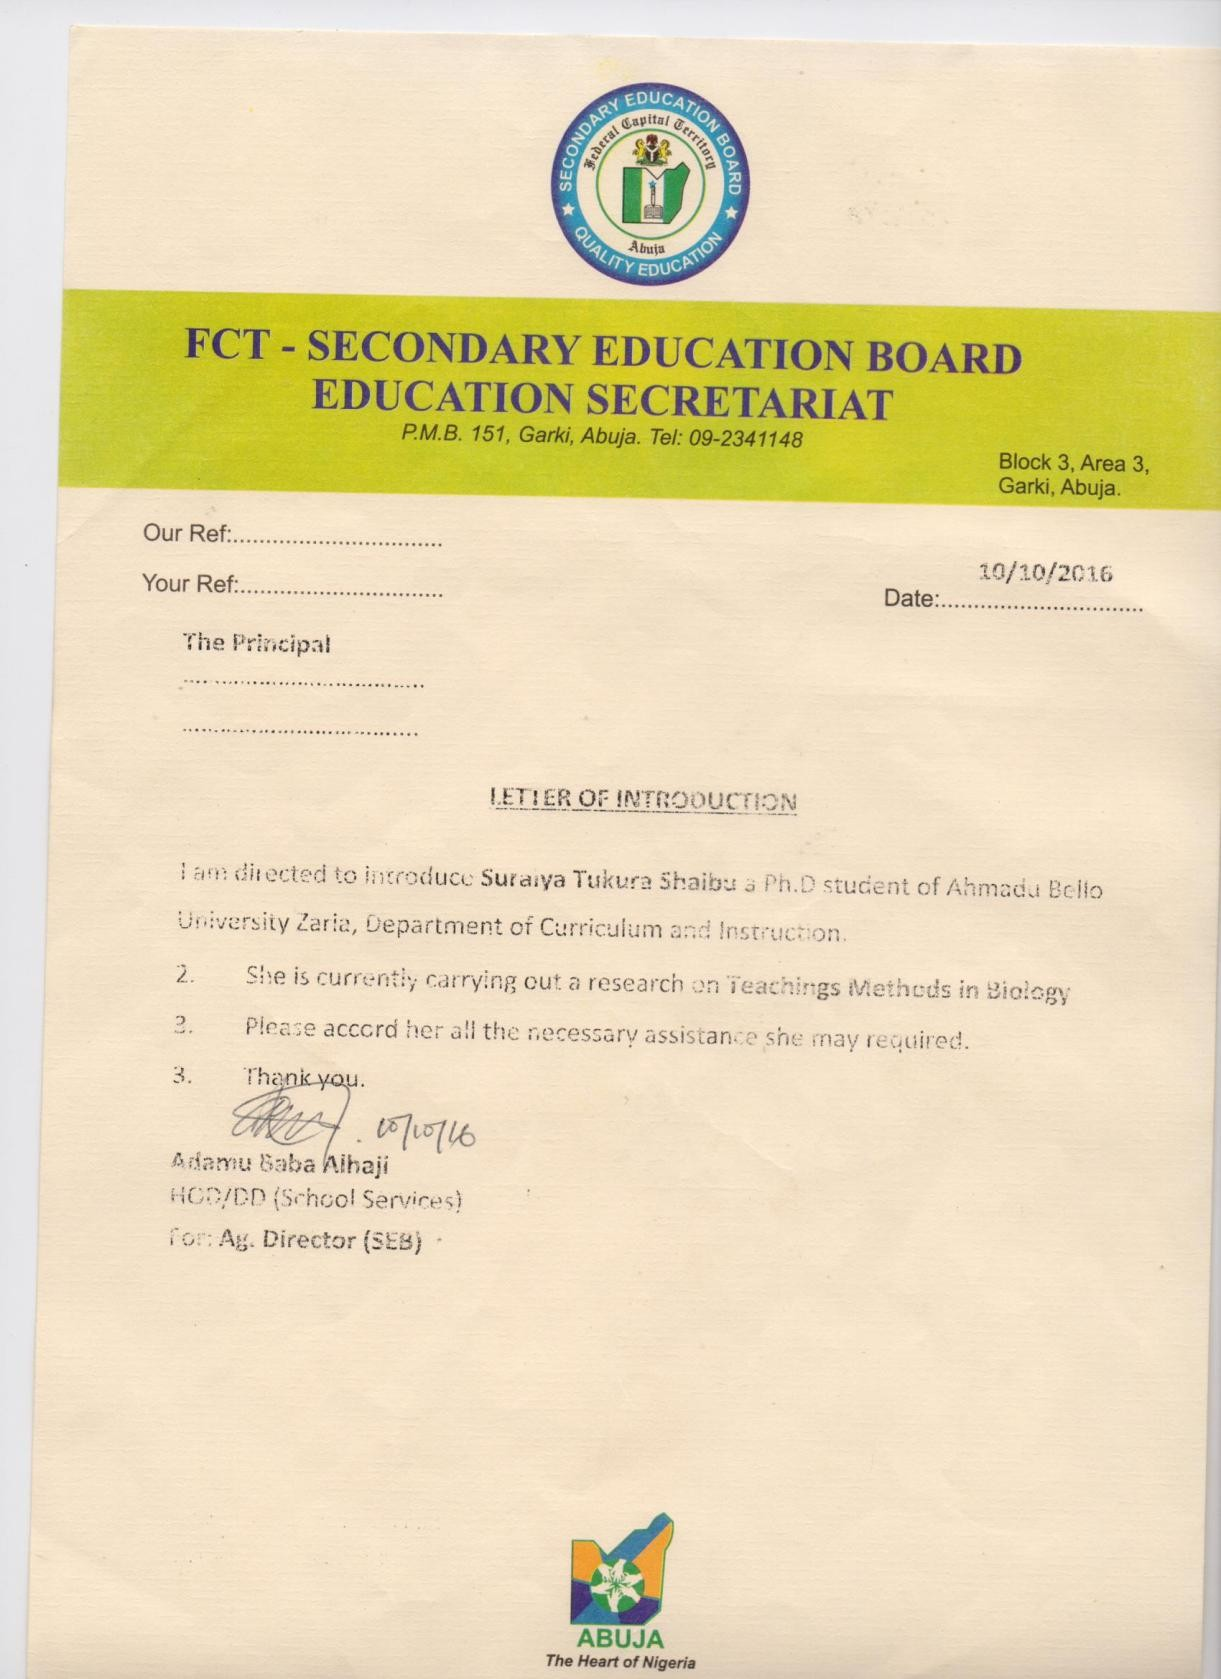 SECONDARY EDUCATION BOARD
Federal Capital Territory
Abuja
QUALITY EDUCATION
FCT - SECONDARY EDUCATION BOARD
EDUCATION SECRETARIAT
P.M.B. 151, Garki, Abuja. Tel: 09-2341148
Block 3, Area 3,
Garki, Abuja.
Our Ref:................................
Your Ref:...............................
10/10/2016
Date:...............................
The Principal
.....................................
.....................................
LETTER OF INTRODUCTION
I am directed to introduce Suraiya Tukura Shaibu a Ph.D student of Ahmadu Bello
University Zaria, Department of Curriculum and Instruction.
2. She is currently carrying out a research on Teachings Methods in Biology
3. Please accord her all the necessary assistance she may required.
3. Thank you.
10/10/16
Adamu Baba Alhaji
HOD/DD (School Services)
For: Ag. Director (SEB)
ABUJA
The Heart of Nigeria